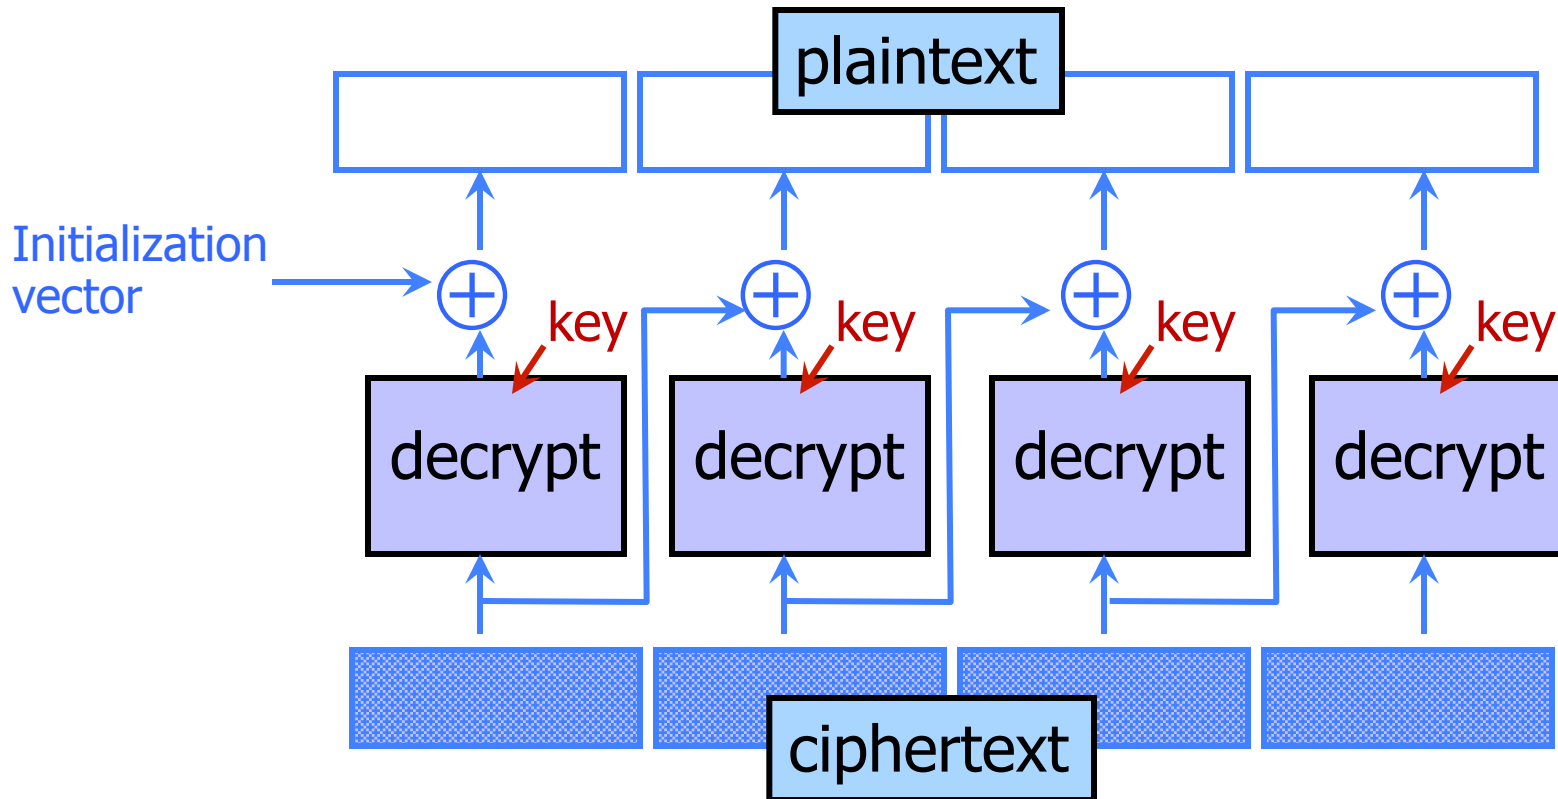 plaintext
Initialization
vector
key key key key
decrypt decrypt decrypt decrypt
ciphertext